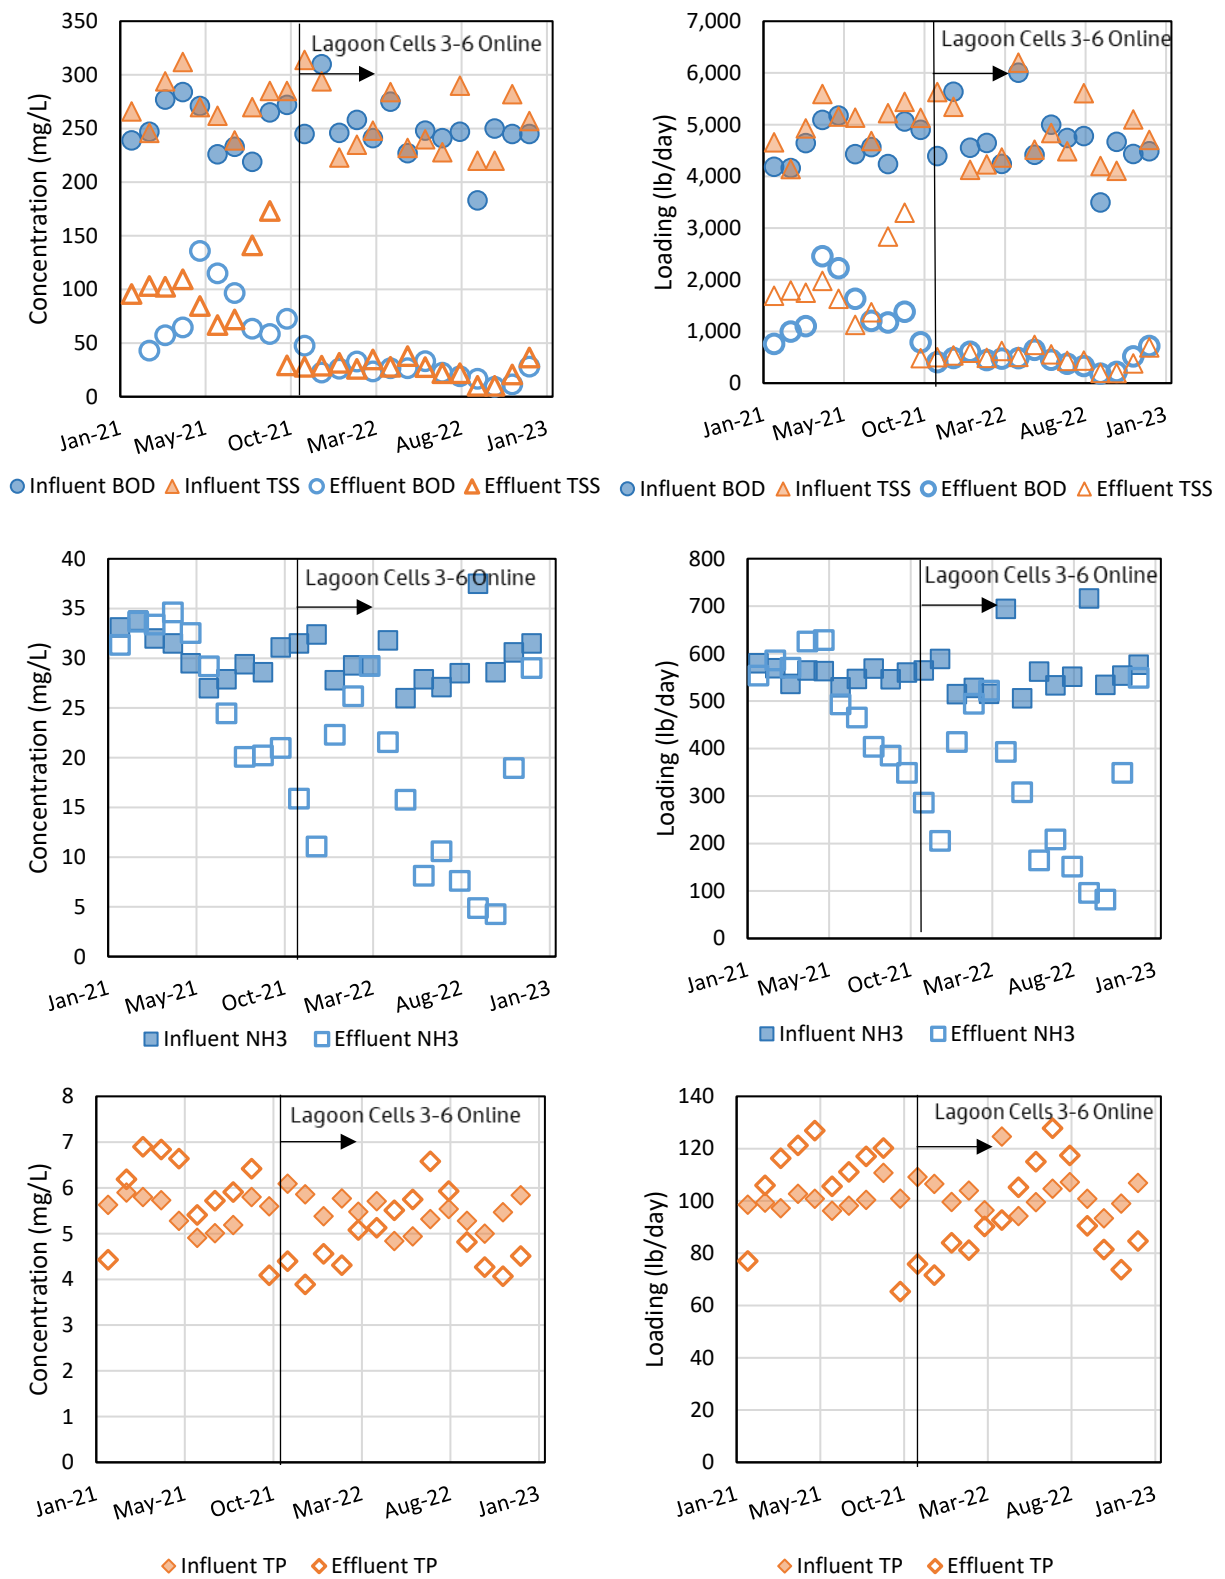 350
300
250
200
150
100
50
0
Concentration (mg/L)
Lagoon Cells 3-6 Online
Jan-21 May-21 Oct-21 Mar-22 Aug-22 Jan-23
Influent BOD Influent TSS Effluent BOD Effluent TSS
7,000
6,000
5,000
4,000
3,000
2,000
1,000
0
Loading (lb/day)
Lagoon Cells 3-6 Online
Jan-21 May-21 Oct-21 Mar-22 Aug-22 Jan-23
Influent BOD Influent TSS Effluent BOD Effluent TSS
40
35
30
25
20
15
10
5
0
Concentration (mg/L)
Lagoon Cells 3-6 Online
Jan-21 May-21 Oct-21 Mar-22 Aug-22 Jan-23
Influent NH3 Effluent NH3
800
700
600
500
400
300
200
100
0
Loading (lb/day)
Lagoon Cells 3-6 Online
Jan-21 May-21 Oct-21 Mar-22 Aug-22 Jan-23
Influent NH3 Effluent NH3
8
7
6
5
4
3
2
1
0
Concentration (mg/L)
Lagoon Cells 3-6 Online
Jan-21 May-21 Oct-21 Mar-22 Aug-22 Jan-23
Influent TP Effluent TP
140
120
100
80
60
40
20
0
Loading (lb/day)
Lagoon Cells 3-6 Online
Jan-21 May-21 Oct-21 Mar-22 Aug-22 Jan-23
Influent TP Effluent TP